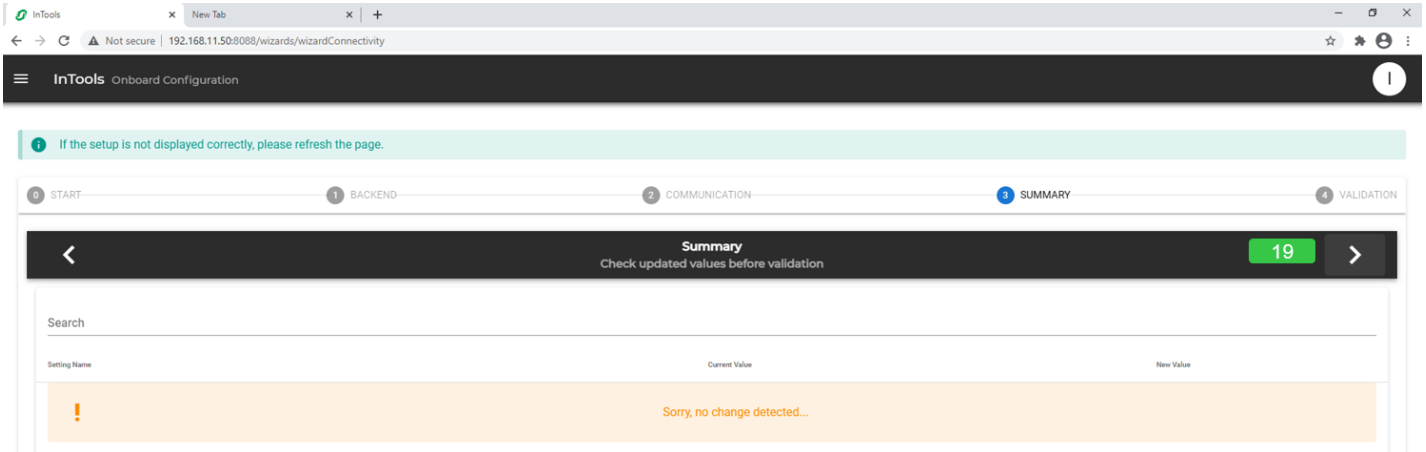 InTools
New Tab
Not secure 192.168.11.50:8088/wizards/wizardConnectivity
InTools Onboard Configuration I
If the setup is not displayed correctly, please refresh the page.
0 START 1 BACKEND 2 COMMUNICATION 3 SUMMARY 4 VALIDATION
Summary
Check updated values before validation
19
Search
Setting Name Current Value New Value
Sorry, no change detected...